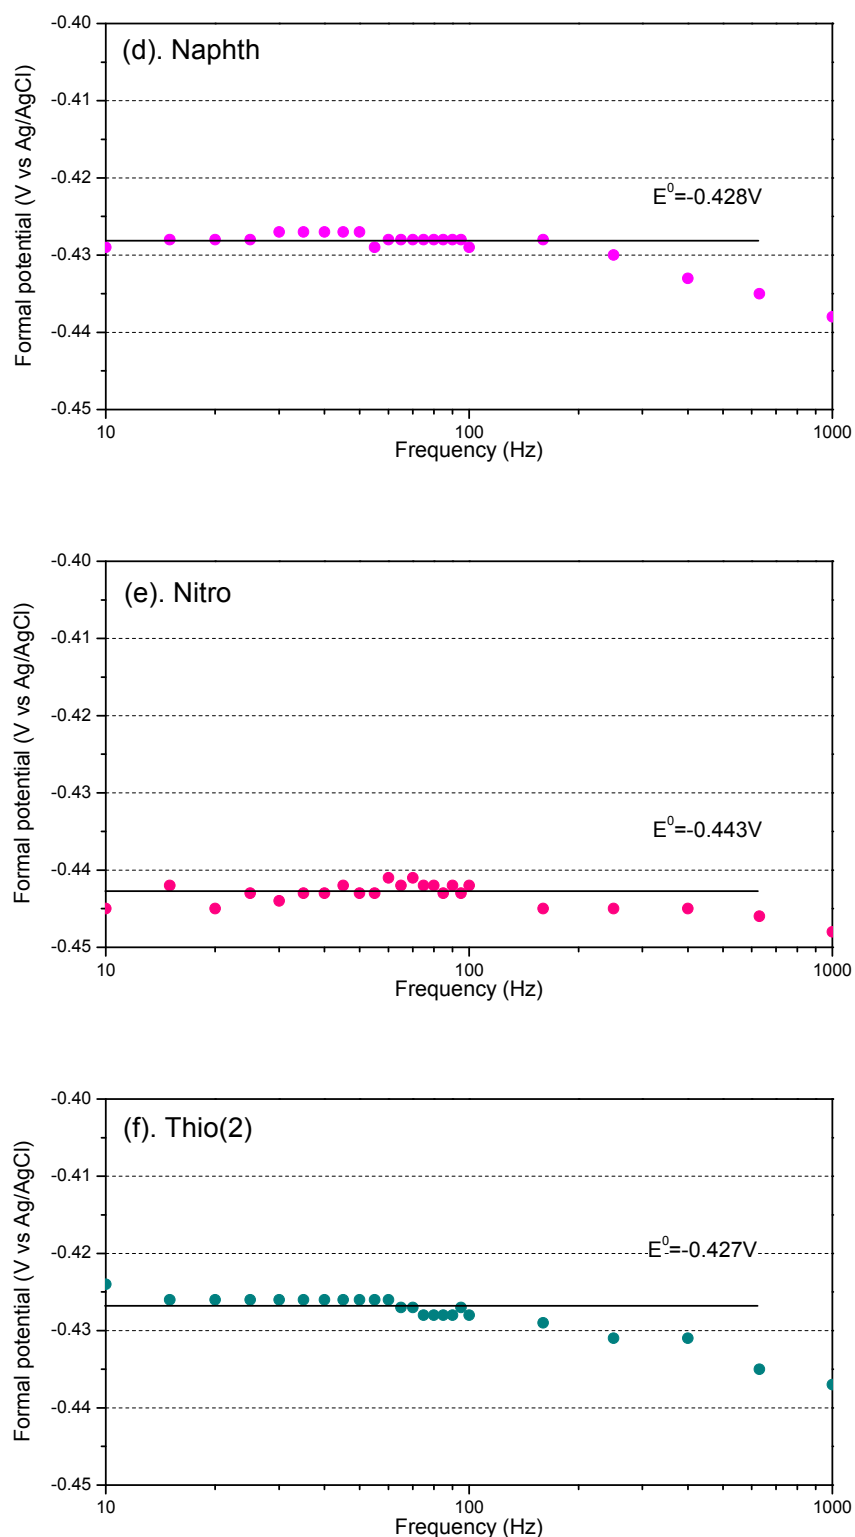 (d). Naphth
Formal potential (V vs Ag/AgCl)
-0.40
-0.41
-0.42
-0.43
-0.44
-0.45
E⁰=-0.428V
10
100
1000
Frequency (Hz)
(e). Nitro
Formal potential (V vs Ag/AgCl)
-0.40
-0.41
-0.42
-0.43
-0.44
-0.45
E⁰=-0.443V
10
100
1000
Frequency (Hz)
(f). Thio(2)
Formal potential (V vs Ag/AgCl)
-0.40
-0.41
-0.42
-0.43
-0.44
-0.45
E⁰=-0.427V
10
100
1000
Frequency (Hz)